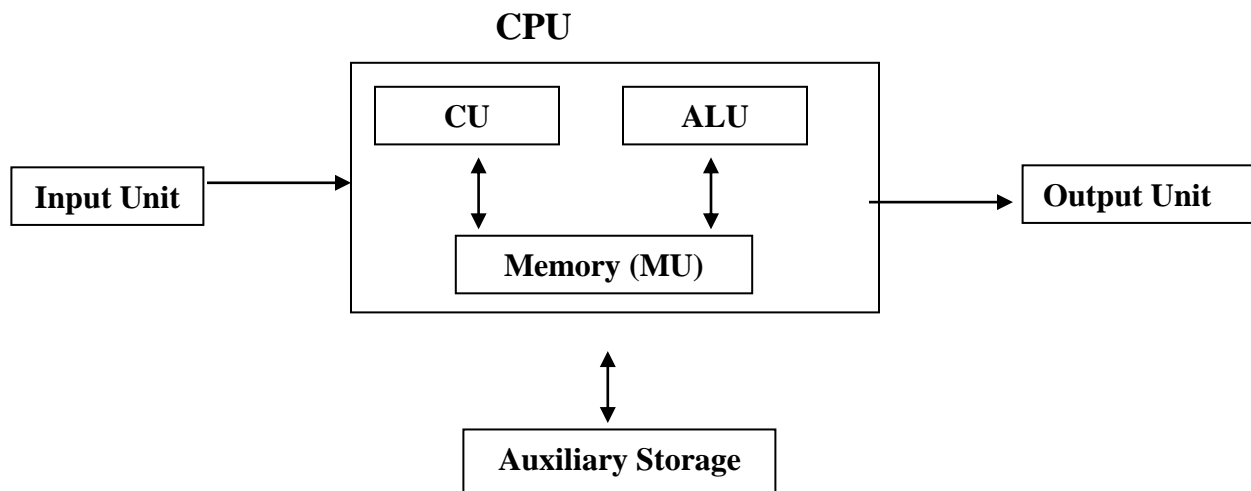 CPU
CU
ALU
Input Unit
Output Unit
Memory (MU)
Auxiliary Storage